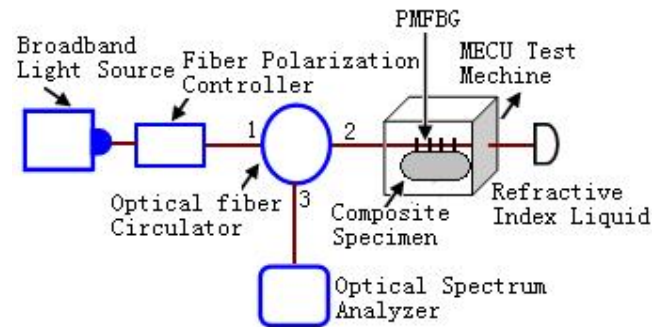 PMFBG
Broadband
Light Source
Fiber Polarization
Controller
MECU Test
Mechine
1
2
3
Optical fiber
Circulator
Composite
Specimen
Refractive
Index Liquid
Optical Spectrum
Analyzer